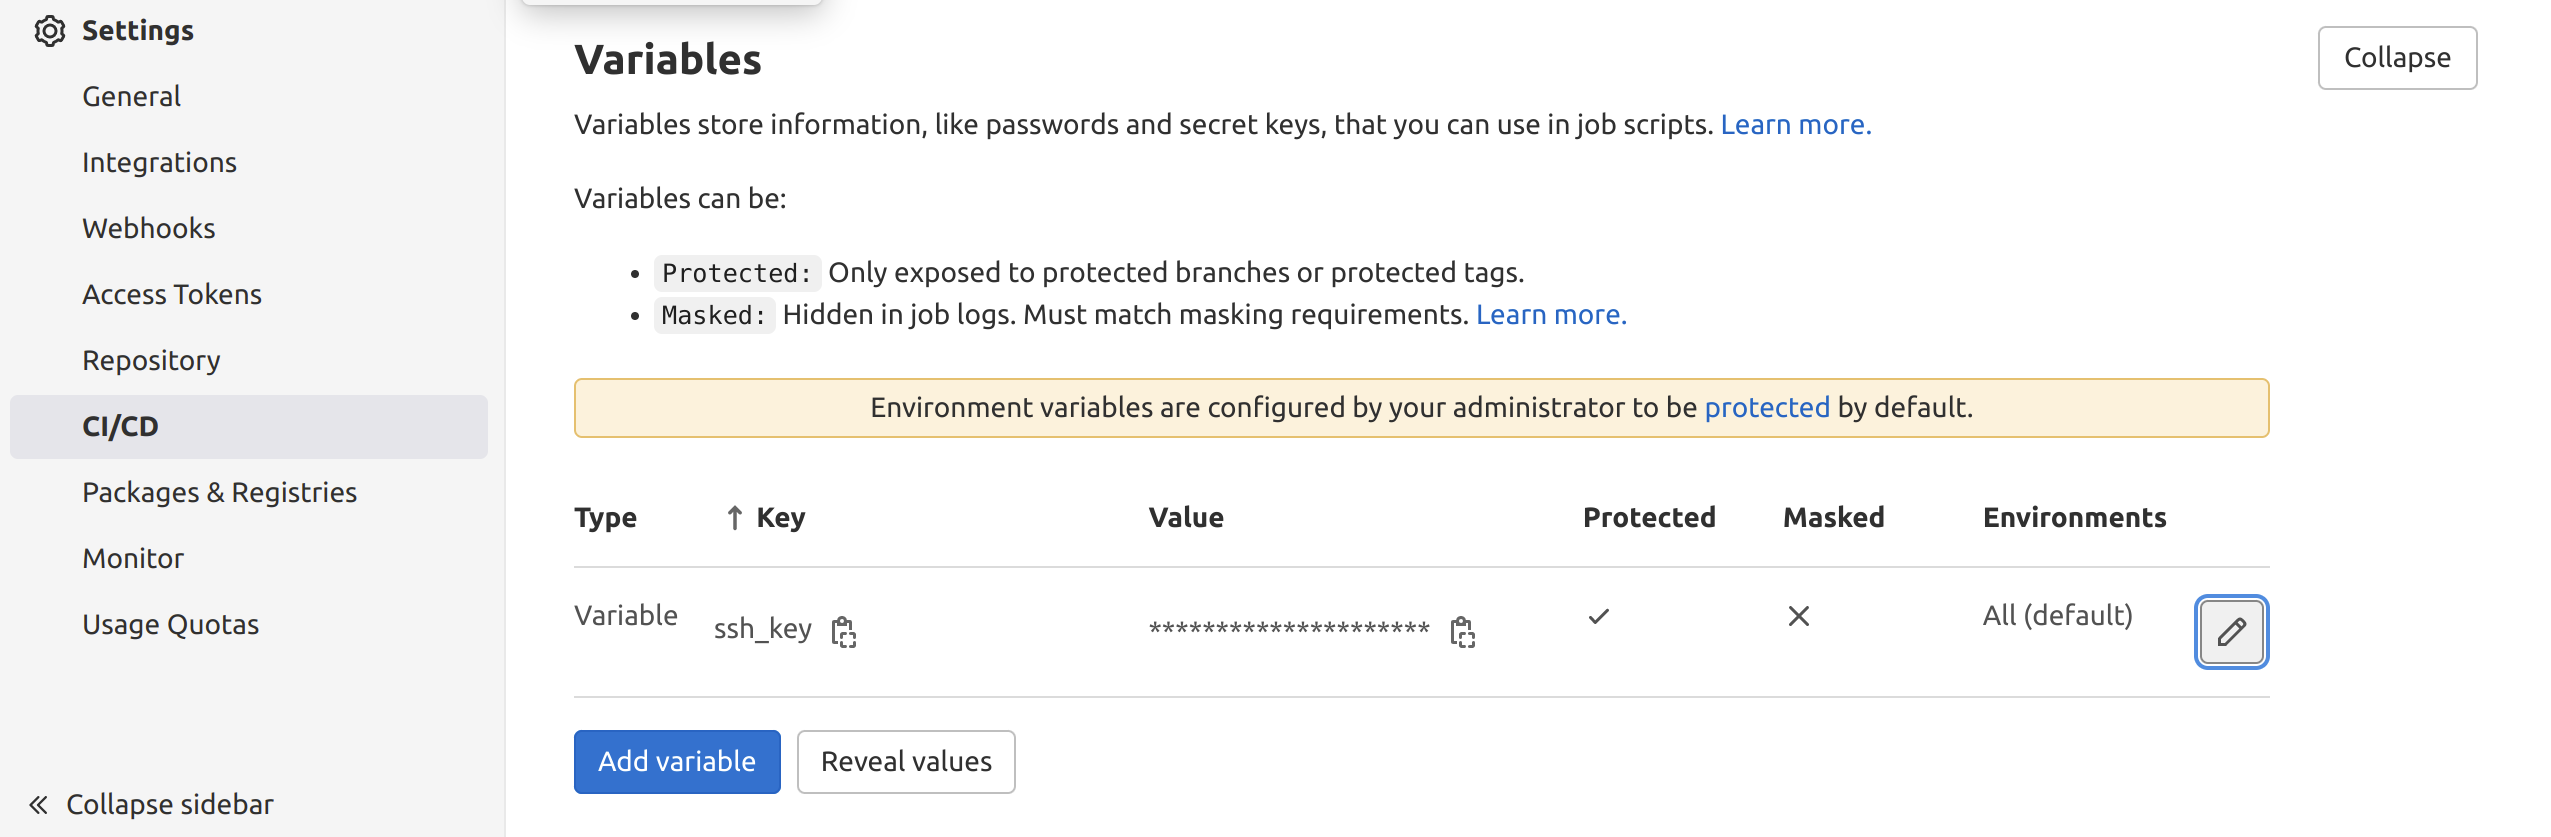 Settings
General
Integrations
Webhooks
Access Tokens
Repository
CI/CD
Packages & Registries
Monitor
Usage Quotas
Collapse sidebar
Variables
Collapse
Variables store information, like passwords and secret keys, that you can use in job scripts. Learn more.
Variables can be:
Protected: Only exposed to protected branches or protected tags.
Masked: Hidden in job logs. Must match masking requirements. Learn more.
Environment variables are configured by your administrator to be protected by default.
Type ↑ Key Value Protected Masked Environments
Variable ssh_key ********************* All (default)
Add variable Reveal values